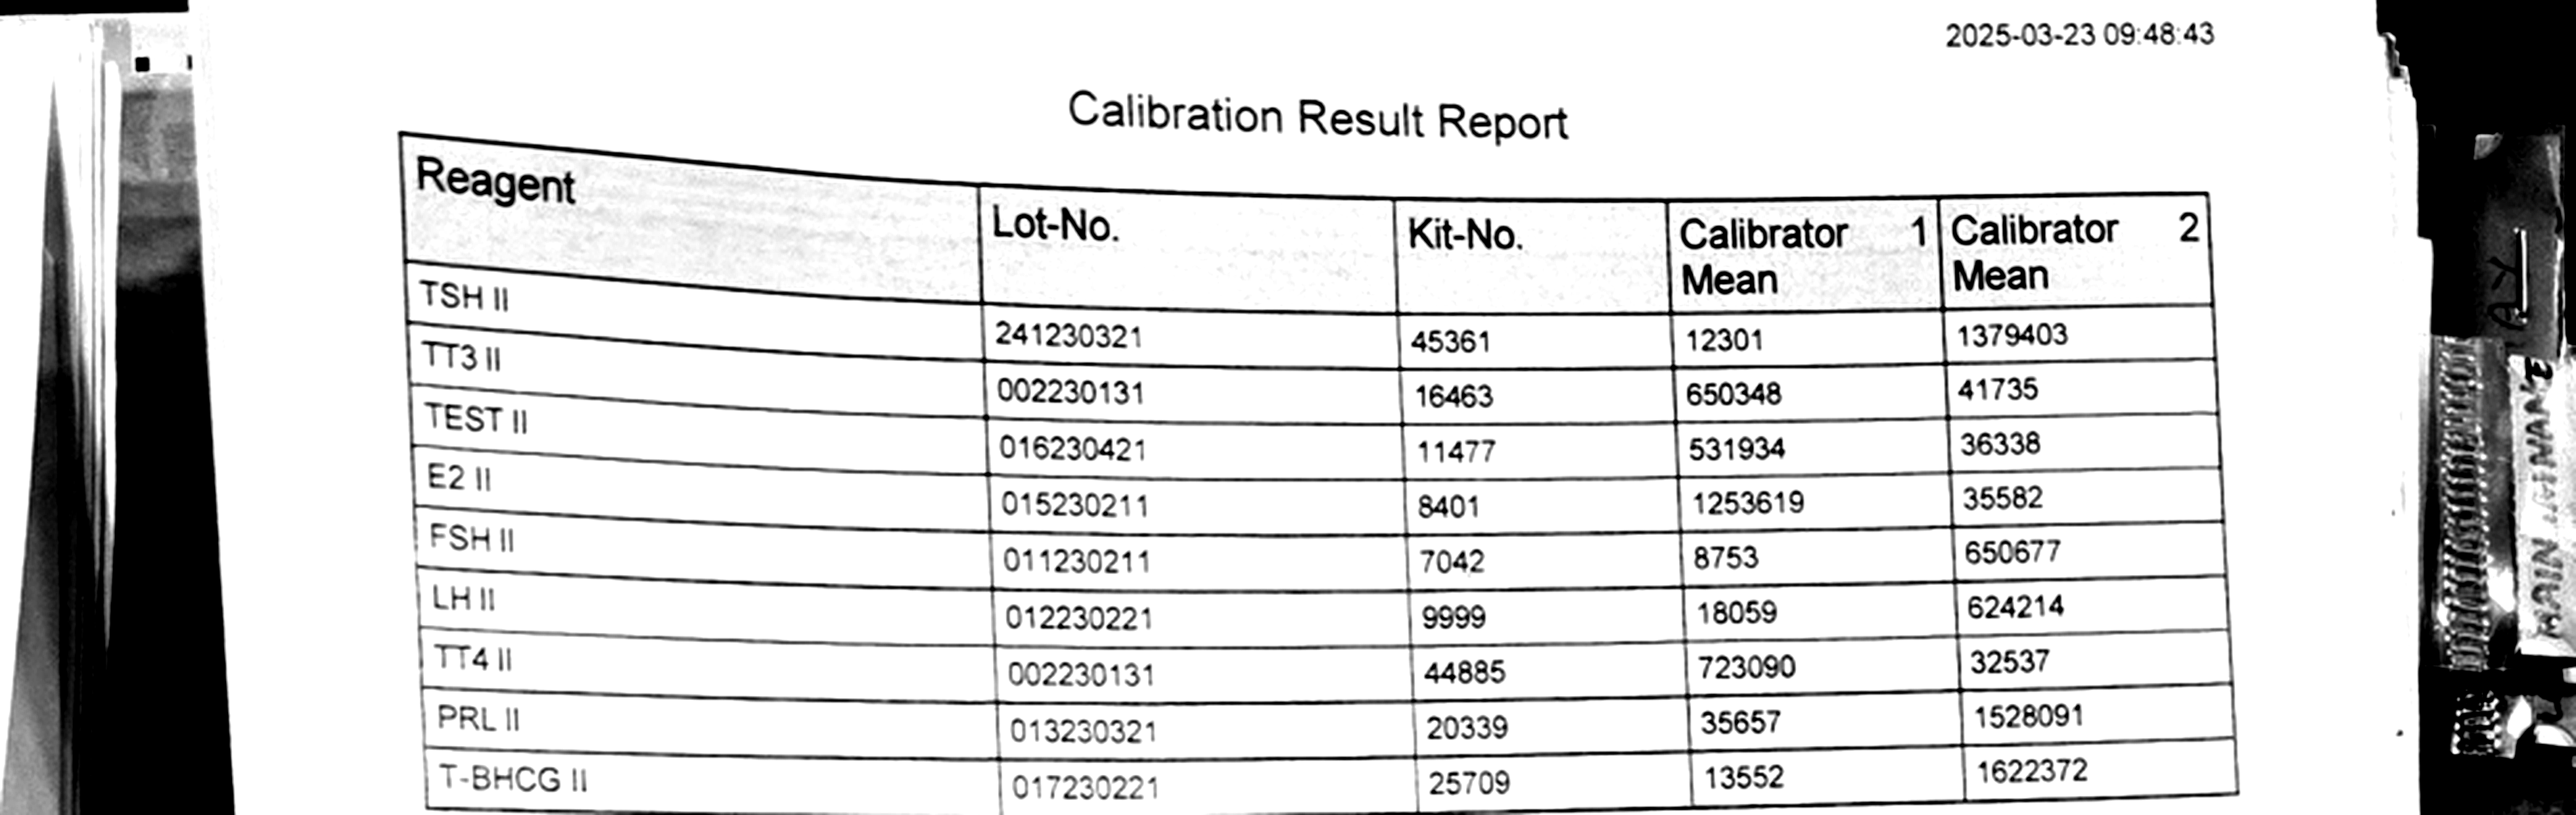 2025-03-23 09:48:43
Calibration Result Report
Reagent Lot-No. Kit-No. Calibrator 1 Mean Calibrator 2 Mean
TSH II 241230321 45361 12301 1379403
TT3 II 002230131 16463 650348 41735
TEST II 016230421 11477 531934 36338
E2 II 015230211 8401 1253619 35582
FSH II 011230211 7042 8753 650677
LH II 012230221 9999 18059 624214
TT4 II 002230131 44885 723090 32537
PRL II 013230321 20339 35657 1528091
T-BHCG II 017230221 25709 13552 1622372